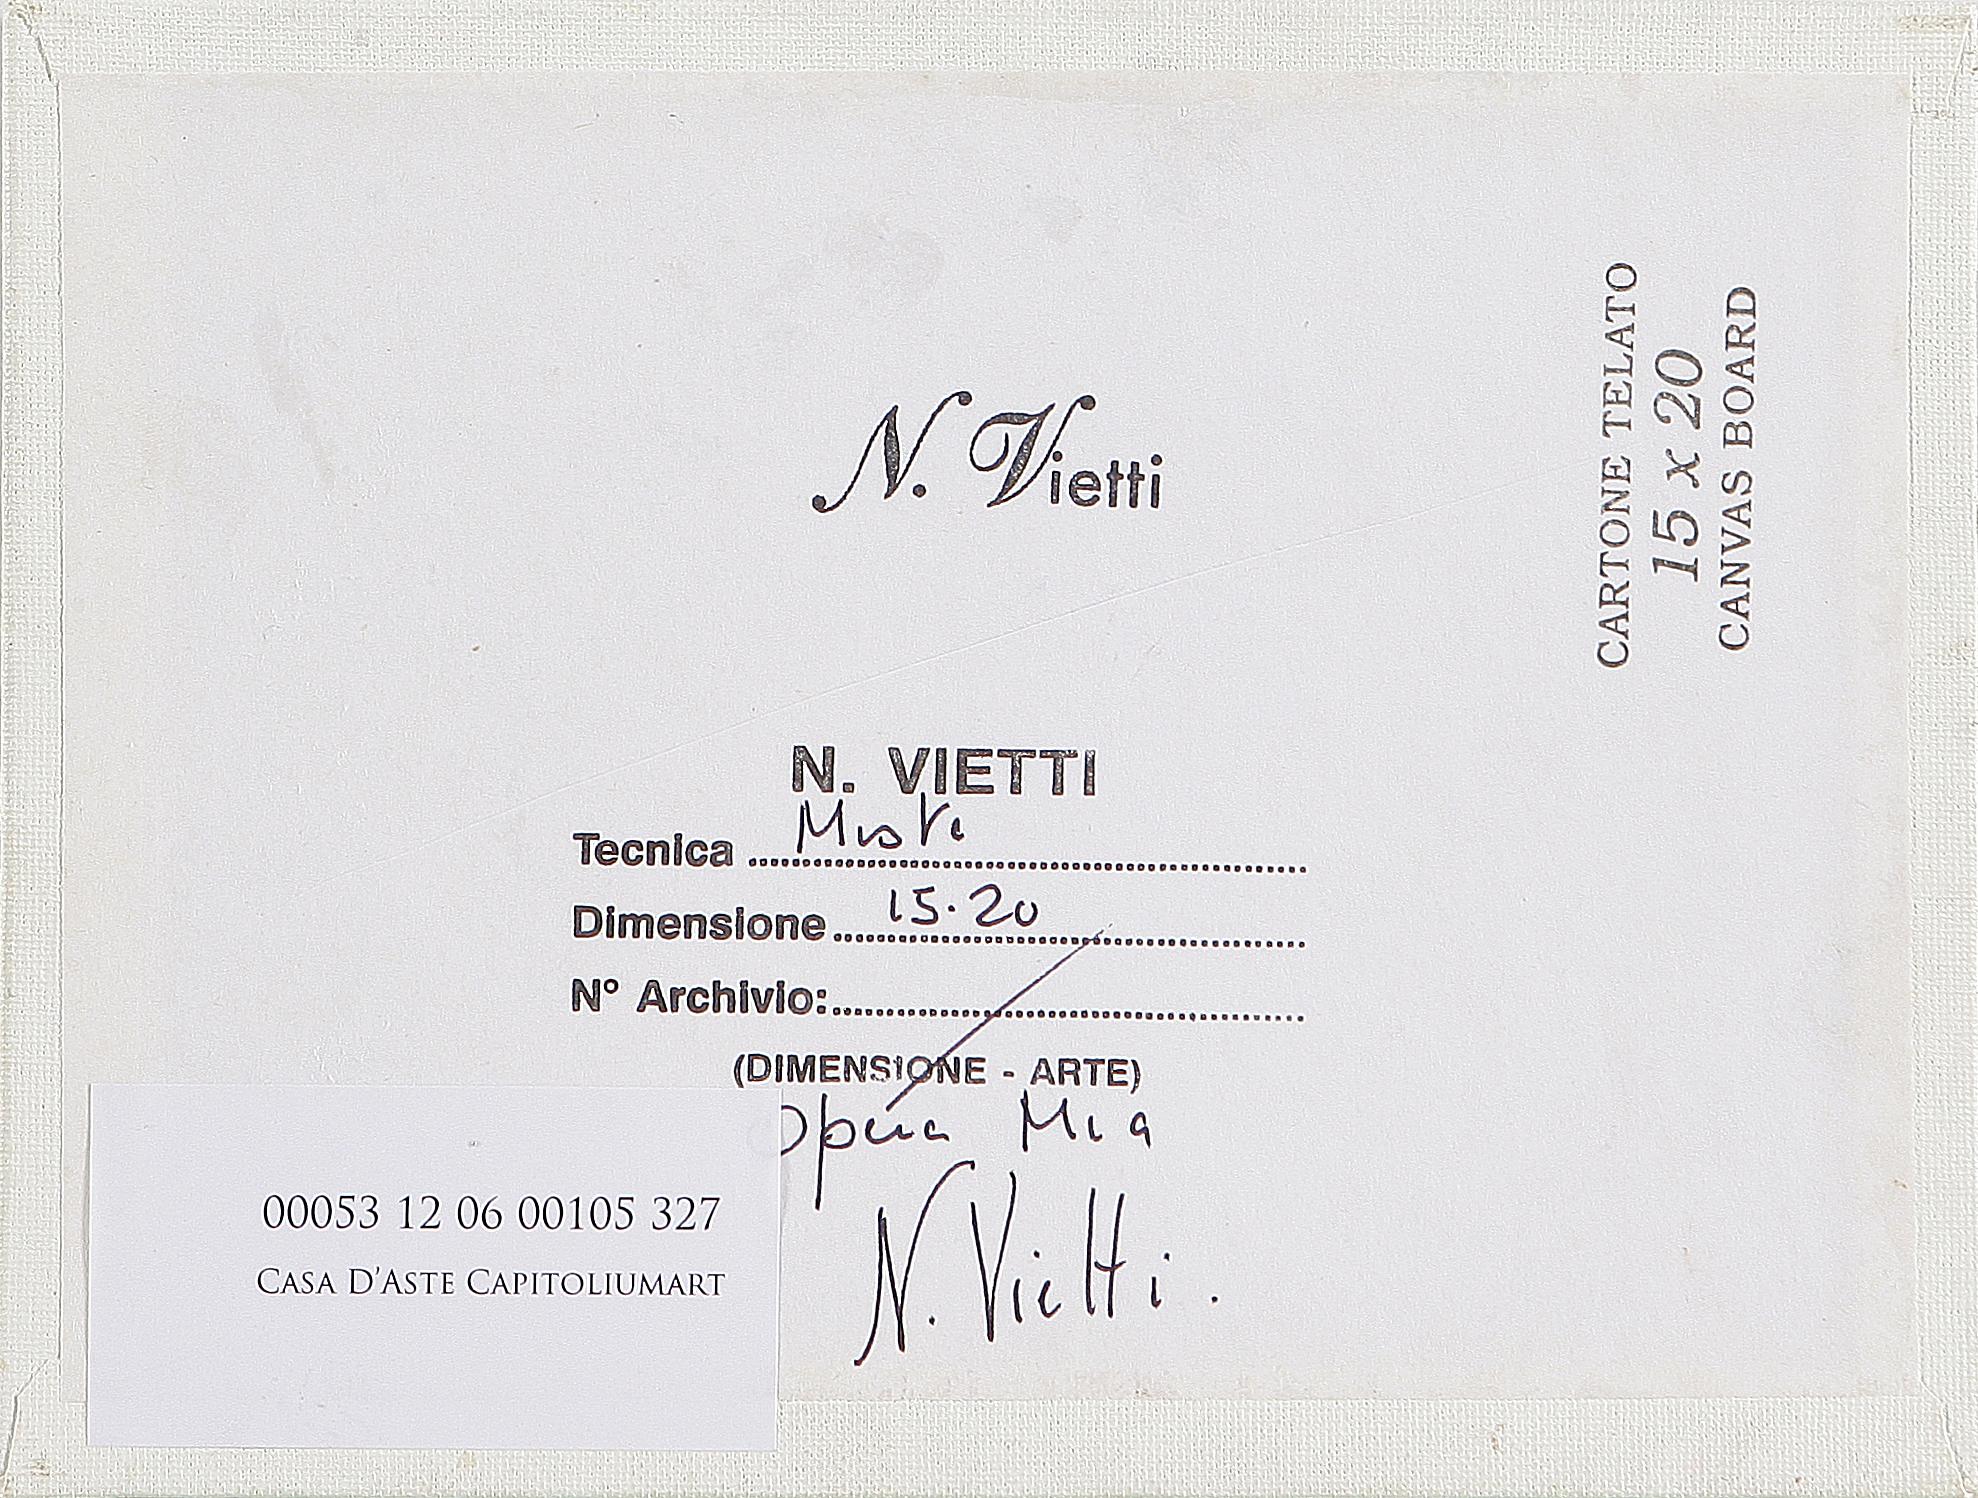 N. Vietti
CARTONE TELATO
15 x 20
CANVAS BOARD
N. VIETTI
Tecnica Mista
Dimensione 15.20
N° Archivio:
(DIMENSIONE - ARTE)
Opera Mia
N. Vietti.
00053 12 06 00105 327
CASA D'ASTE CAPITOLIUMART